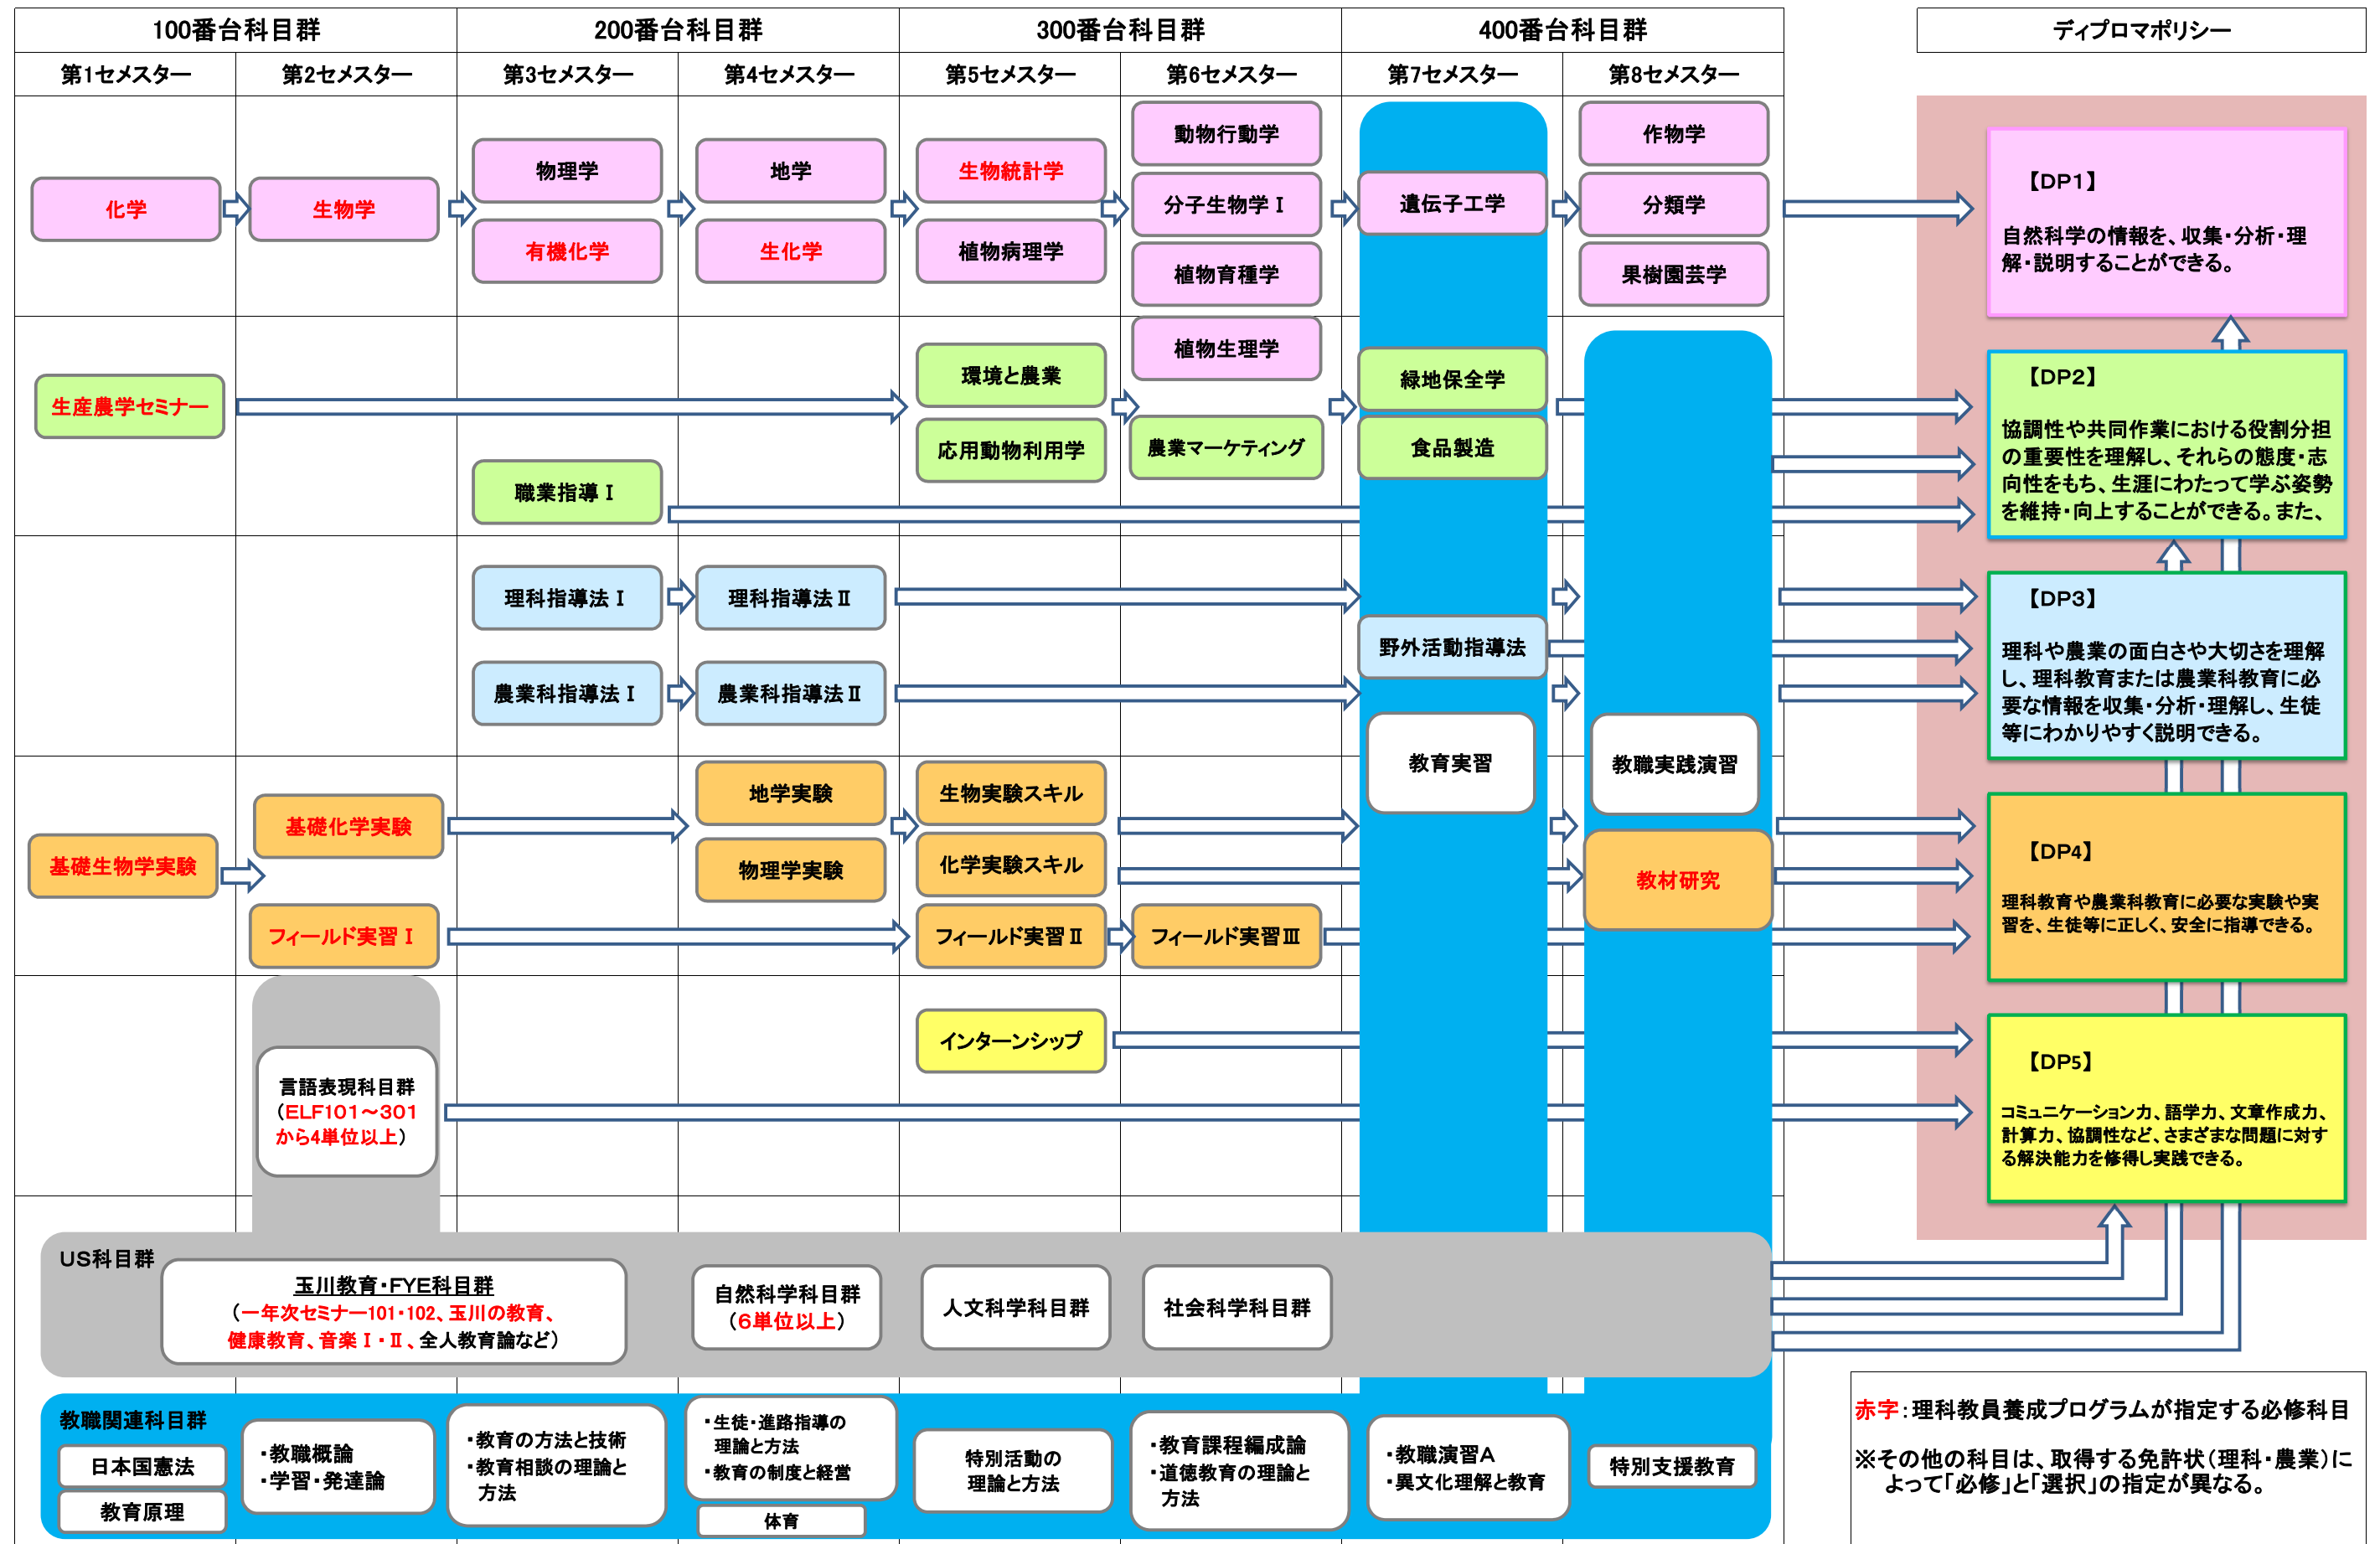 100番台科目群
200番台科目群
300番台科目群
400番台科目群
ディプロマポリシー
第1セメスター
第2セメスター
第3セメスター
第4セメスター
第5セメスター
第6セメスター
第7セメスター
第8セメスター
化学
生物学
物理学
有機化学
地学
生化学
生物統計学
植物病理学
動物行動学
分子生物学Ⅰ
植物育種学
植物生理学
遺伝子工学
作物学
分類学
果樹園芸学
【DP1】
自然科学の情報を、収集・分析・理
解・説明することができる。
生産農学セミナー
職業指導Ⅰ
環境と農業
応用動物利用学
農業マーケティング
緑地保全学
食品製造
【DP2】
協調性や共同作業における役割分担
の重要性を理解し、それらの態度・志
向性をもち、生涯にわたって学ぶ姿勢
を維持・向上することができる。また、
理科指導法Ⅰ
理科指導法Ⅱ
農業科指導法Ⅰ
農業科指導法Ⅱ
野外活動指導法
教育実習
教職実践演習
【DP3】
理科や農業の面白さや大切さを理解
し、理科教育または農業科教育に必
要な情報を収集・分析・理解し、生徒
等にわかりやすく説明できる。
基礎生物学実験
基礎化学実験
フィールド実習Ⅰ
地学実験
物理学実験
生物実験スキル
化学実験スキル
フィールド実習Ⅱ
フィールド実習Ⅲ
教材研究
【DP4】
理科教育や農業科教育に必要な実験や実
習を、生徒等に正しく、安全に指導できる。
言語表現科目群
（ELF101～301
から4単位以上）
インターンシップ
【DP5】
コミュニケーション力、語学力、文章作成力、
計算力、協調性など、さまざまな問題に対す
る解決能力を修得し実践できる。
US科目群
玉川教育・FYE科目群
（一年次セミナー101・102、玉川の教育、
健康教育、音楽Ⅰ・Ⅱ、全人教育論など）
自然科学科目群
（6単位以上）
人文科学科目群
社会科学科目群
教職関連科目群
日本国憲法
教育原理
・教職概論
・学習・発達論
・教育の方法と技術
・教育相談の理論と
方法
・生徒・進路指導の
理論と方法
・教育の制度と経営
体育
特別活動の
理論と方法
・教育課程編成論
・道徳教育の理論と
方法
・教職演習A
・異文化理解と教育
特別支援教育
赤字：理科教員養成プログラムが指定する必修科目
※その他の科目は、取得する免許状（理科・農業）に
よって「必修」と「選択」の指定が異なる。